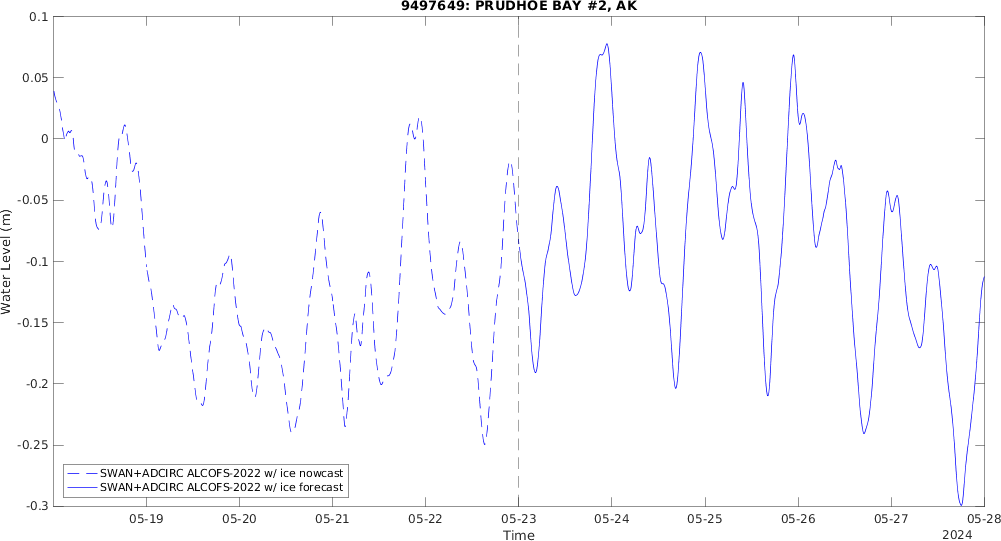 9497649: PRUDHOE BAY #2, AK
0.1
0.05
0
-0.05
-0.1
-0.15
-0.2
-0.25
-0.3
Water Level (m)
SWAN+ADCIRC ALCOFS-2022 w/ ice nowcast
SWAN+ADCIRC ALCOFS-2022 w/ ice forecast
05-19 05-20 05-21 05-22 05-23 05-24 05-25 05-26 05-27 05-28
Time
2024